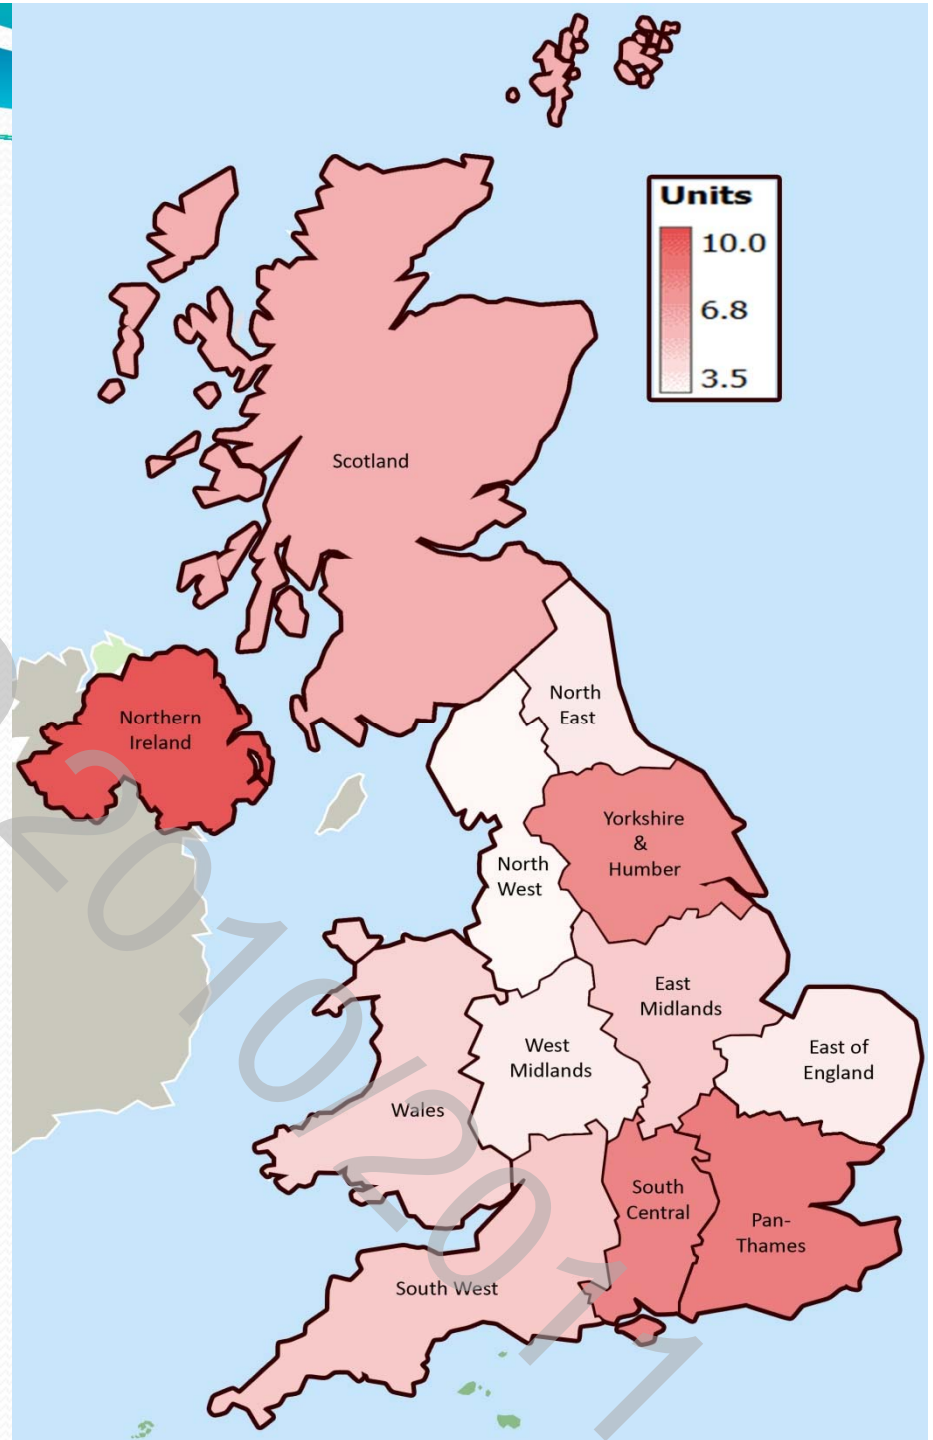 Units
10.0
6.8
3.5
Scotland
North
East
Northern
Ireland
Yorkshire
&
Humber
North
West
East
Midlands
West
Midlands
East of
England
Wales
South
Central
Pan-
Thames
South West
2010/2011